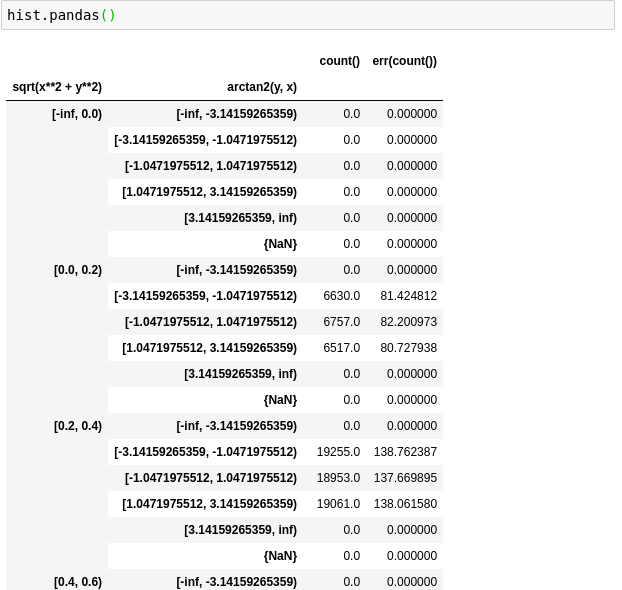 hist.pandas()
count() err(count())
sqrt(x**2 + y**2) arctan2(y, x)
[-inf, 0.0) [-inf, -3.14159265359) 0.0 0.000000
[-3.14159265359, -1.0471975512) 0.0 0.000000
[-1.0471975512, 1.0471975512) 0.0 0.000000
[1.0471975512, 3.14159265359) 0.0 0.000000
[3.14159265359, inf) 0.0 0.000000
{NaN} 0.0 0.000000
[0.0, 0.2) [-inf, -3.14159265359) 0.0 0.000000
[-3.14159265359, -1.0471975512) 6630.0 81.424812
[-1.0471975512, 1.0471975512) 6757.0 82.200973
[1.0471975512, 3.14159265359) 6517.0 80.727938
[3.14159265359, inf) 0.0 0.000000
{NaN} 0.0 0.000000
[0.2, 0.4) [-inf, -3.14159265359) 0.0 0.000000
[-3.14159265359, -1.0471975512) 19255.0 138.762387
[-1.0471975512, 1.0471975512) 18953.0 137.669895
[1.0471975512, 3.14159265359) 19061.0 138.061580
[3.14159265359, inf) 0.0 0.000000
{NaN} 0.0 0.000000
[0.4, 0.6) [-inf, -3.14159265359) 0.0 0.000000